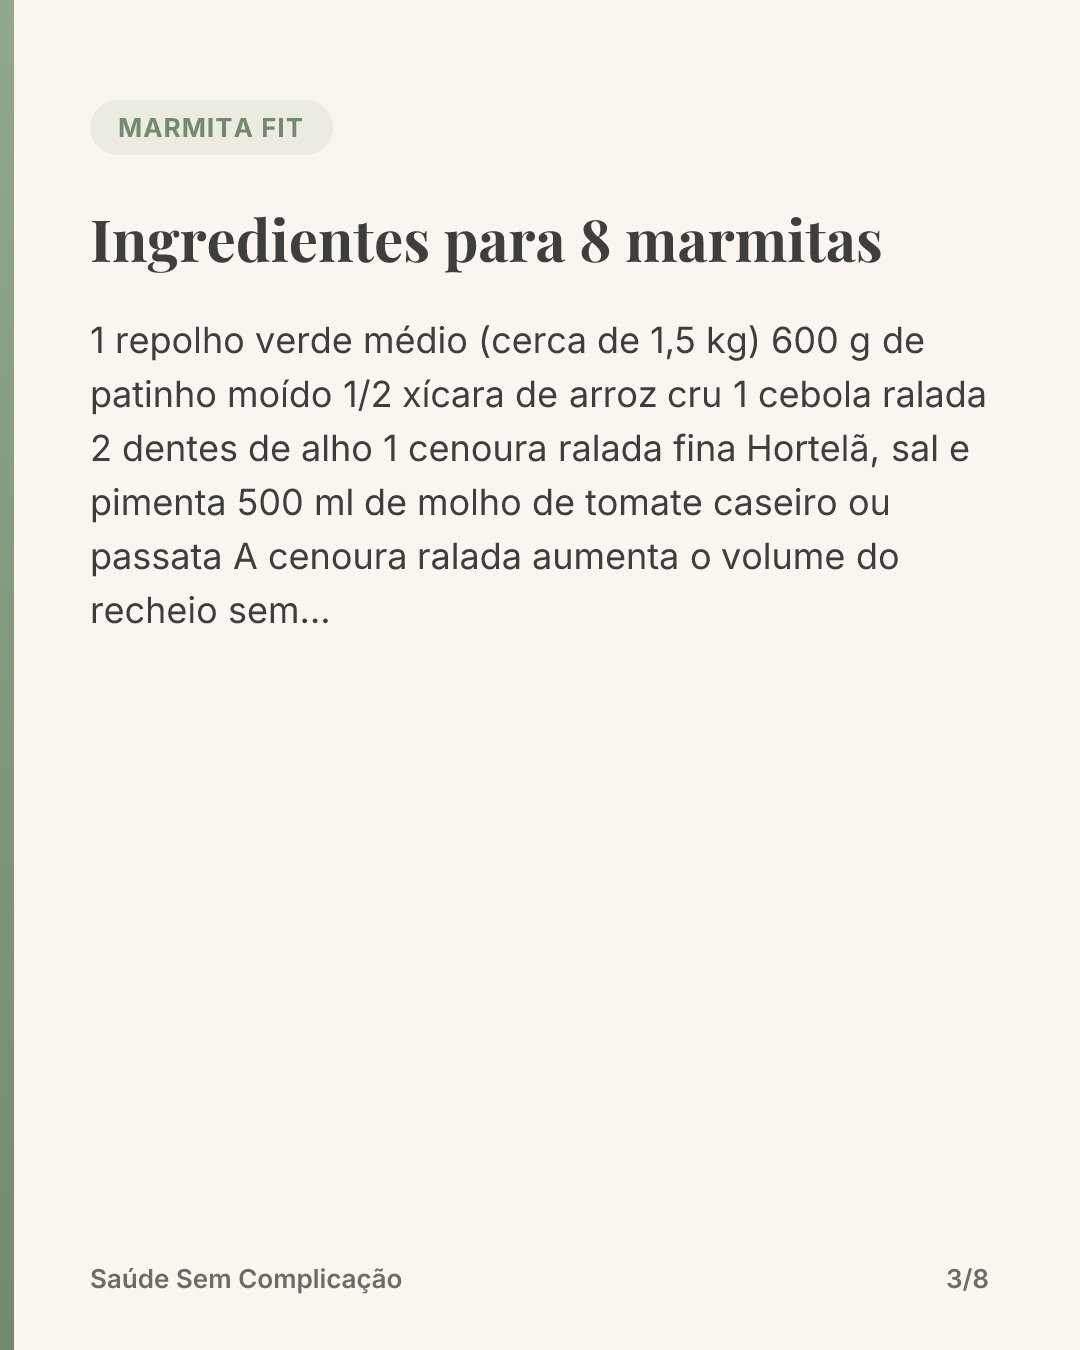 MARMITA FIT
Ingredientes para 8 marmitas
1 repolho verde médio (cerca de 1,5 kg) 600 g de
patinho moído 1/2 xícara de arroz cru 1 cebola ralada
2 dentes de alho 1 cenoura ralada fina Hortelã, sal e
pimenta 500 ml de molho de tomate caseiro ou
passata A cenoura ralada aumenta o volume do
recheio sem...
Saúde Sem Complicação
3/8